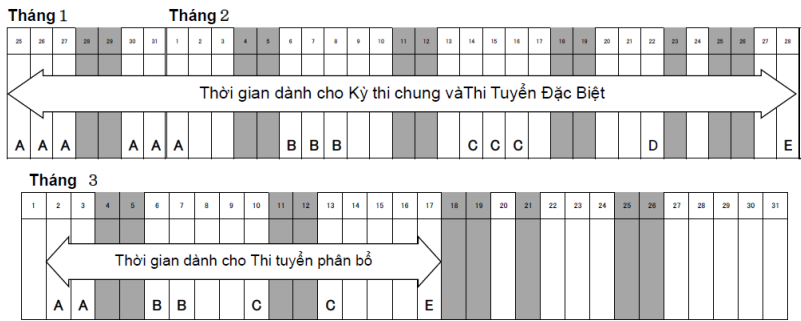 Tháng 1 Tháng 2
25 26 27 28 29 30 31 1 2 3 4 5 6 7 8 9 10 11 12 13 14 15 16 17 18 19 20 21 22 23 24 25 26 27 28
Thời gian dành cho Kỳ thi chung vàThi Tuyển Đặc Biệt
A A A A A A B B B C C C D E
Tháng 3
1 2 3 4 5 6 7 8 9 10 11 12 13 14 15 16 17 18 19 20 21 22 23 24 25 26 27 28 29 30 31
Thời gian dành cho Thi tuyển phân bổ
A A B B C C E